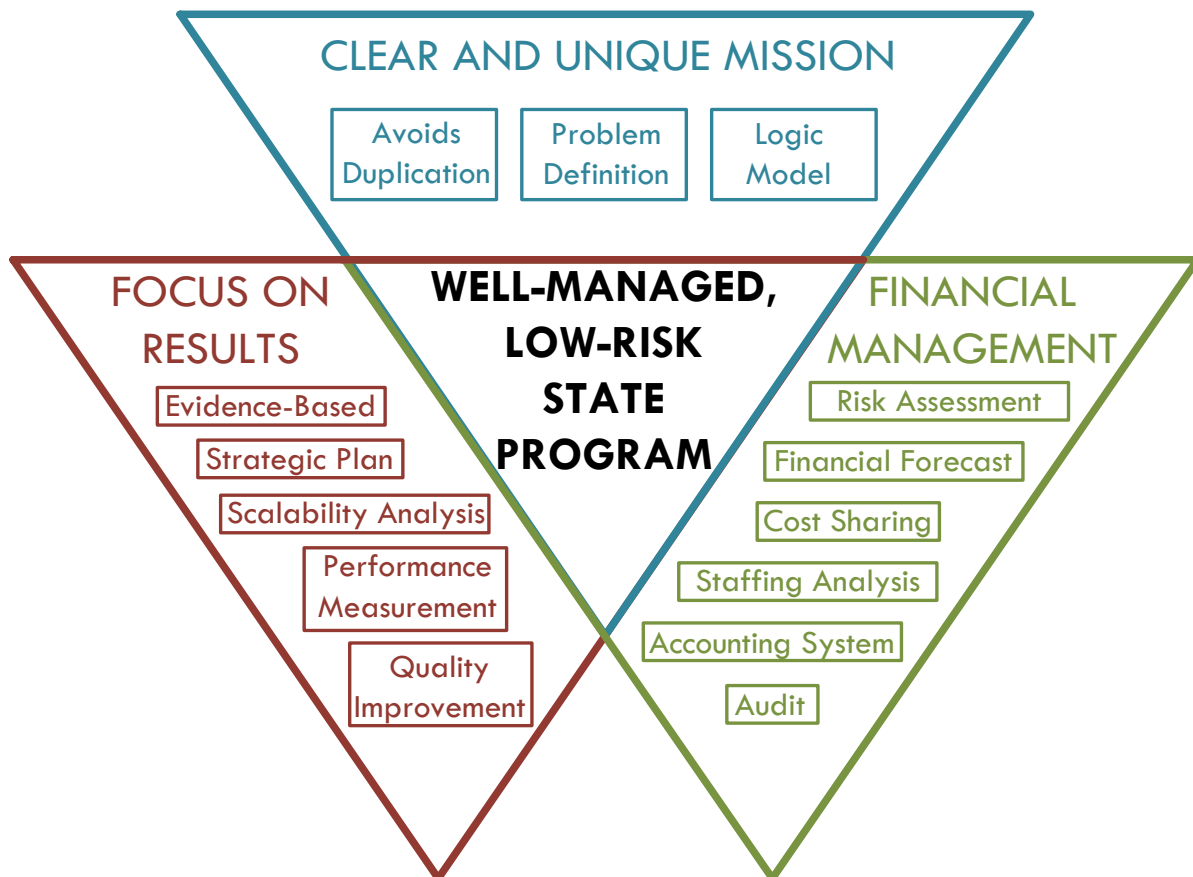 CLEAR AND UNIQUE MISSION
Avoids
Duplication
Problem
Definition
Logic
Model
FOCUS ON
RESULTS
Evidence-Based
Strategic Plan
Scalability Analysis
Performance
Measurement
Quality
Improvement
WELL-MANAGED,
LOW-RISK
STATE
PROGRAM
FINANCIAL
MANAGEMENT
Risk Assessment
Financial Forecast
Cost Sharing
Staffing Analysis
Accounting System
Audit